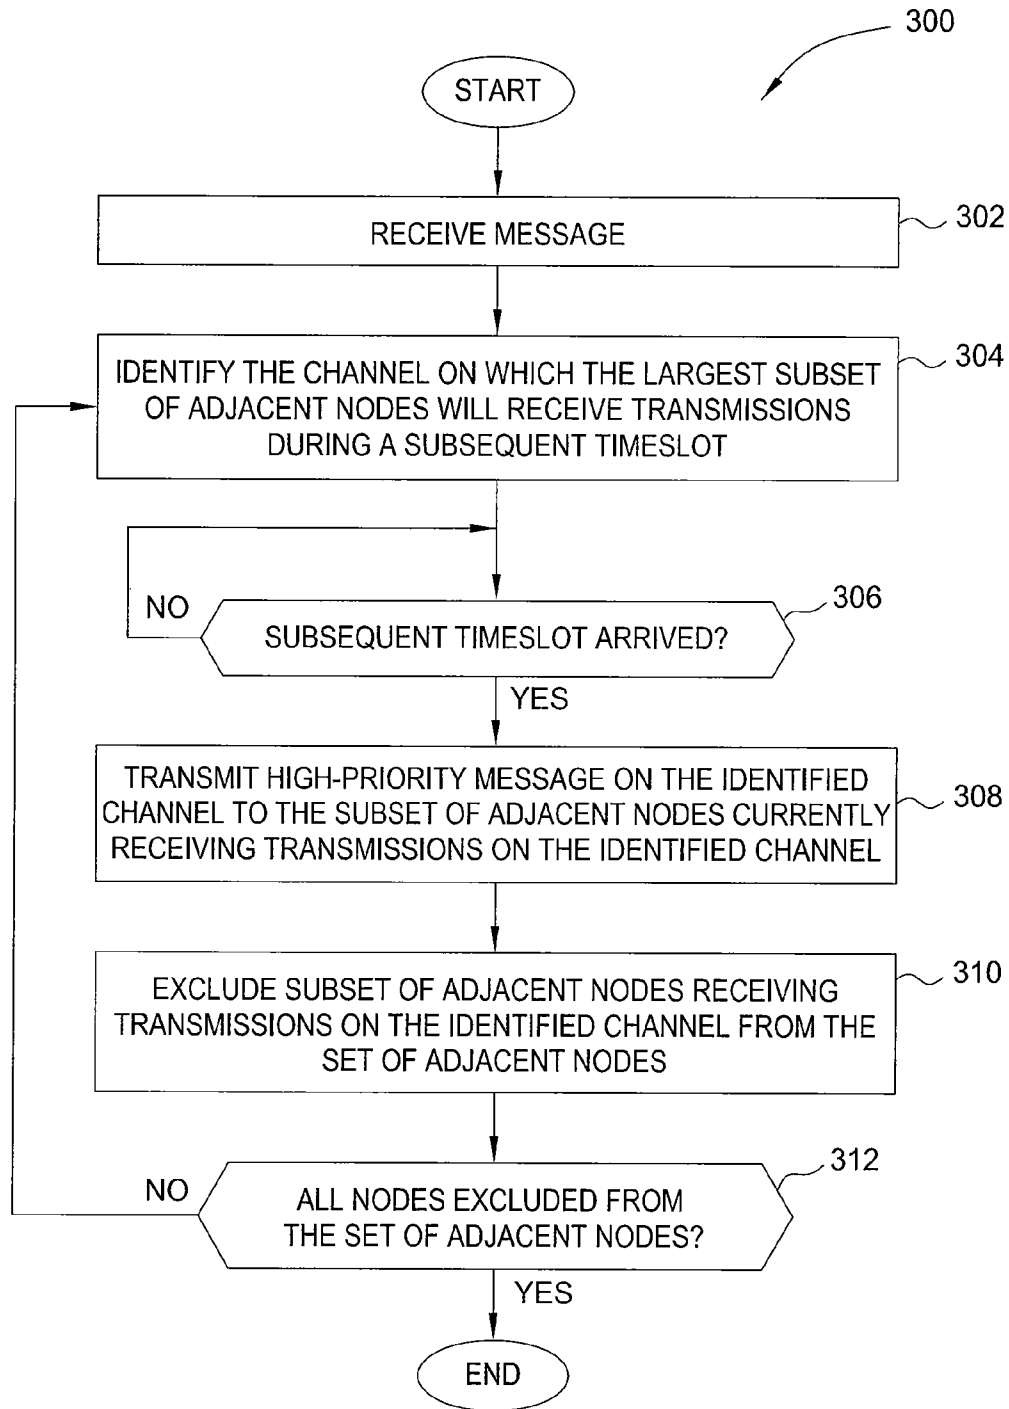 300
START
RECEIVE MESSAGE
302
IDENTIFY THE CHANNEL ON WHICH THE LARGEST SUBSET
OF ADJACENT NODES WILL RECEIVE TRANSMISSIONS
DURING A SUBSEQUENT TIMESLOT
304
NO
SUBSEQUENT TIMESLOT ARRIVED?
306
YES
TRANSMIT HIGH-PRIORITY MESSAGE ON THE IDENTIFIED
CHANNEL TO THE SUBSET OF ADJACENT NODES CURRENTLY
RECEIVING TRANSMISSIONS ON THE IDENTIFIED CHANNEL
308
EXCLUDE SUBSET OF ADJACENT NODES RECEIVING
TRANSMISSIONS ON THE IDENTIFIED CHANNEL FROM THE
SET OF ADJACENT NODES
310
NO
ALL NODES EXCLUDED FROM
THE SET OF ADJACENT NODES?
312
YES
END